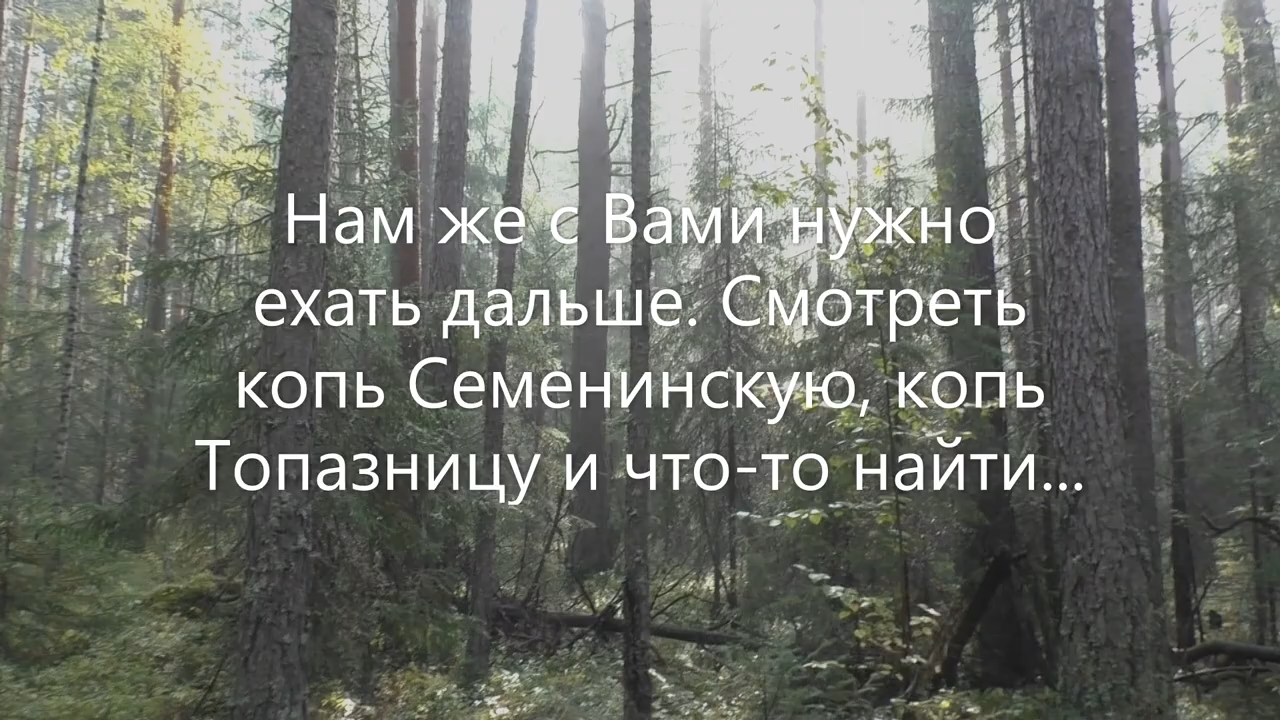 Нам же с Вами нужно
ехать дальше. Смотреть
копь Семенинскую, копь
Топазницу и что-то найти...